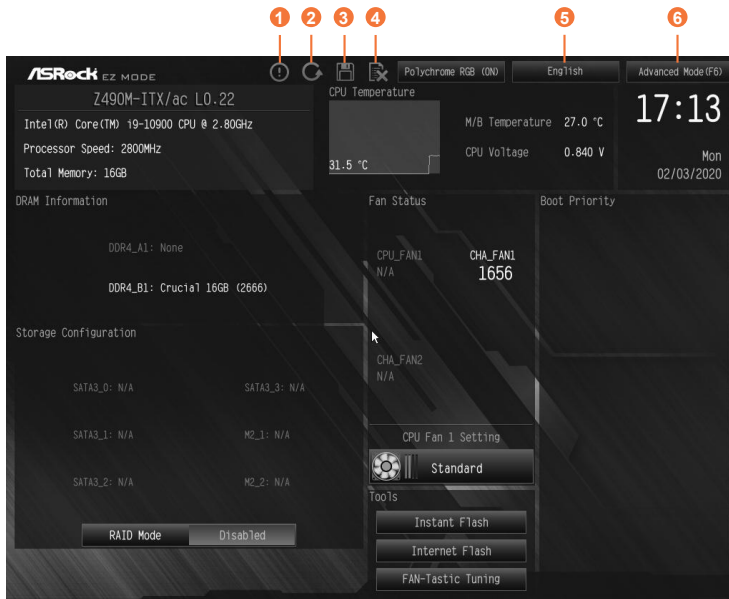 1 2 3 4 5 6
ASRock EZ MODE
Polychrome RGB (ON) English Advanced Mode(F6)
Z490M-ITX/ac L0.22
Intel(R) Core(TM) i9-10900 CPU @ 2.80GHz
Processor Speed: 2800MHz
Total Memory: 16GB
CPU Temperature
31.5 °C
M/B Temperature 27.0 °C
CPU Voltage 0.840 V
17:13
Mon
02/03/2020
DRAM Information
DDR4_A1: None
DDR4_B1: Crucial 16GB (2666)
Storage Configuration
SATA3_0: N/A SATA3_3: N/A
SATA3_1: N/A M2_1: N/A
SATA3_2: N/A M2_2: N/A
RAID Mode Disabled
Fan Status
CPU_FAN1 CHA_FAN1
N/A 1656
CHA_FAN2
N/A
CPU Fan 1 Setting
Standard
Tools
Instant Flash
Internet Flash
FAN-Tastic Tuning
Boot Priority